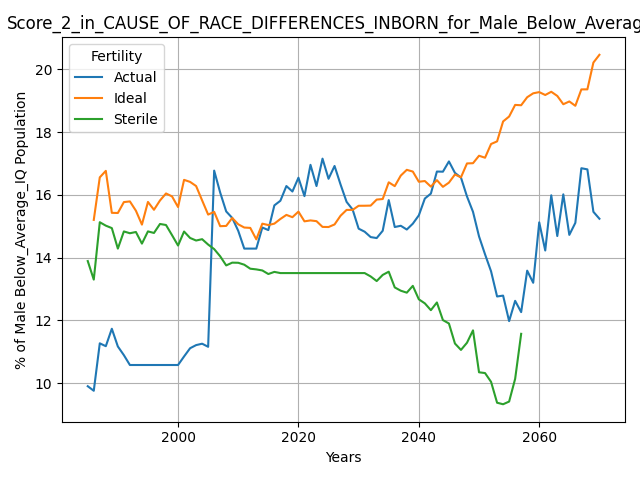 Score_2_in_CAUSE_OF_RACE_DIFFERENCES_INBORN_for_Male_Below_Averag
Fertility
Actual
Ideal
Sterile
% of Male Below_Average_IQ Population
20
18
16
14
12
10
2000 2020 2040 2060
Years